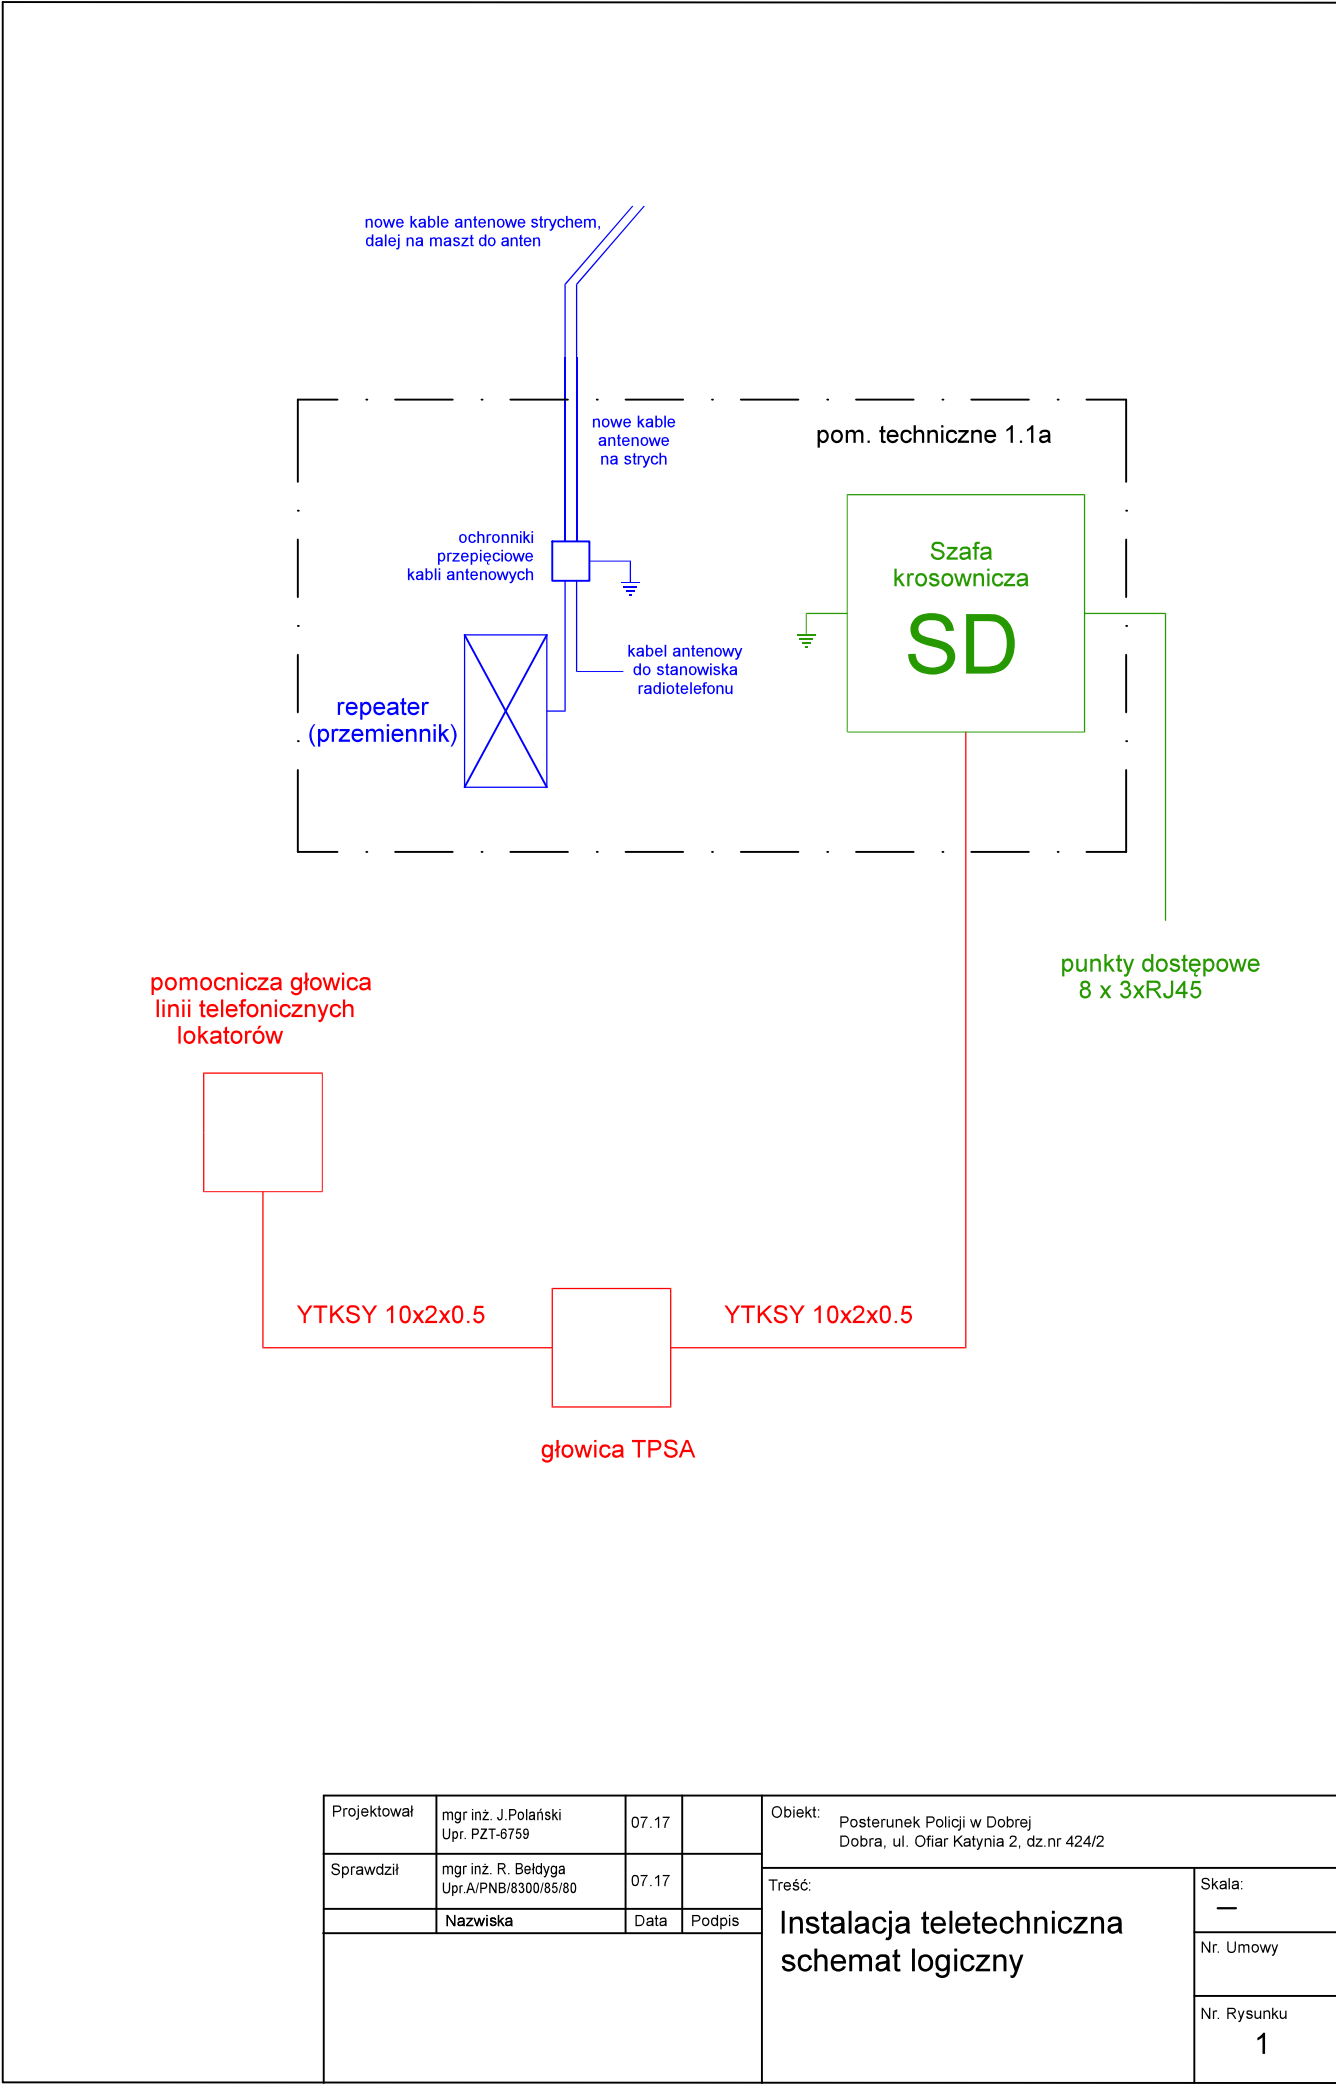 nowe kable antenowe strychem,
dalej na maszt do anten
nowe kable
antenowe
na strych
pom. techniczne 1.1a
ochronniki
przepięciowe
kabli antenowych
Szafa
krosownicza
SD
kabel antenowy
do stanowiska
radiotelefonu
repeater
(przemiennik)
punkty dostępowe
8 x 3xRJ45
pomocnicza głowica
linii telefonicznych
lokatorów
YTKSY 10x2x0.5
YTKSY 10x2x0.5
głowica TPSA
Projektował
mgr inż. J.Polański
Upr. PZT-6759
07.17
Sprawdził
mgr inż. R. Bełdyga
Upr.A/PNB/8300/85/80
07.17
Nazwiska
Data
Podpis
Obiekt:
Posterunek Policji w Dobrej
Dobra, ul. Ofiar Katynia 2, dz.nr 424/2
Treść:
Instalacja teletechniczna
schemat logiczny
Skala:
—
Nr. Umowy
Nr. Rysunku
1